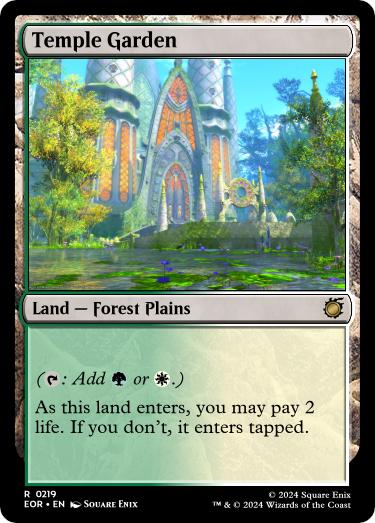 Temple Garden
Land — Forest Plains
(: Add or .)
As this land enters, you may pay 2
life. If you don't, it enters tapped.
R 0219
EOR • EN SQUARE ENIX
© 2024 Square Enix
™ & © 2024 Wizards of the Coast